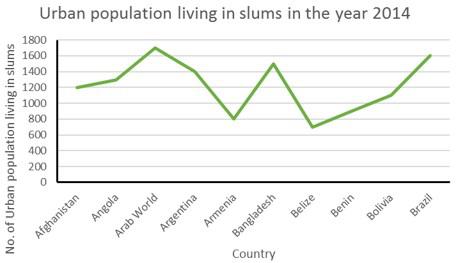 Urban population living in slums in the year 2014
No. of Urban population living in slums
1800
1600
1400
1200
1000
800
600
400
200
0
Afghanistan
Angola
Arab World
Argentina
Armenia
Bangladesh
Belize
Benin
Bolivia
Brazil
Country